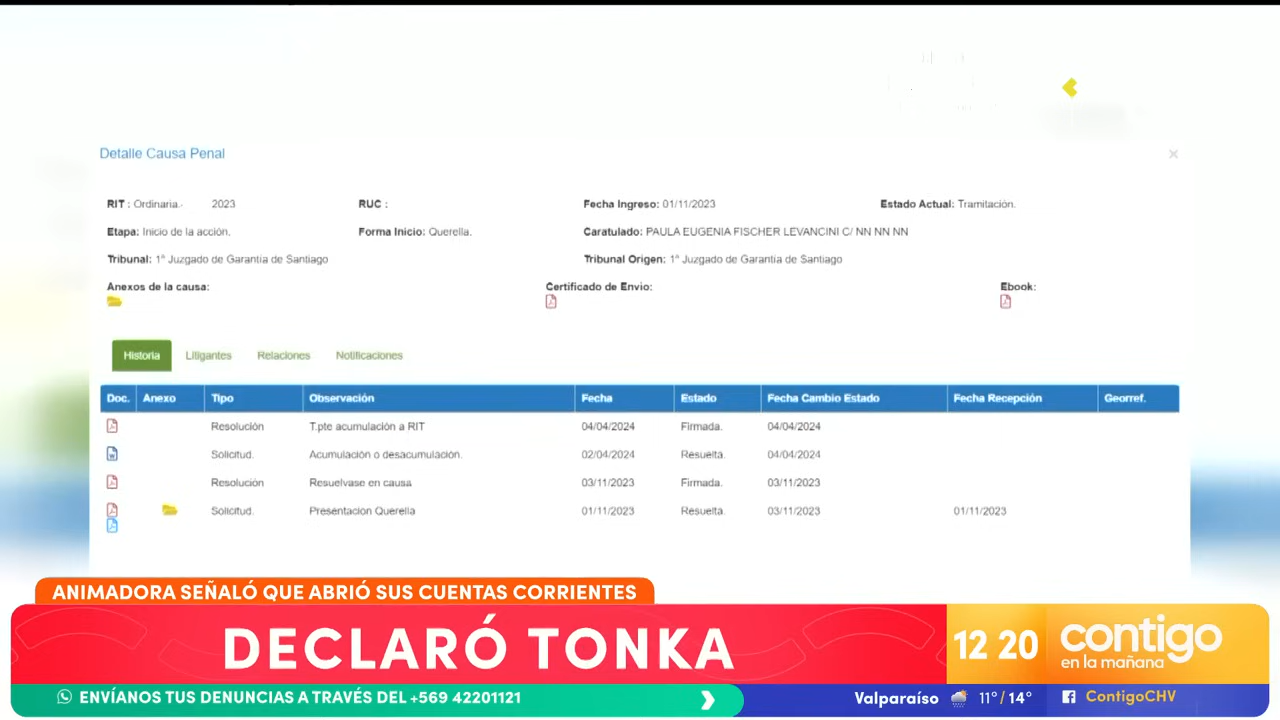 Detalle Causa Penal
×
RIT : Ordinaria.- 2023 RUC : Fecha Ingreso: 01/11/2023 Estado Actual: Tramitación.
Etapa: Inicio de la acción. Forma Inicio: Querella. Caratulado: PAULA EUGENIA FISCHER LEVANCINI C/ NN NN NN
Tribunal: 1º Juzgado de Garantía de Santiago Tribunal Origen: 1º Juzgado de Garantía de Santiago
Anexos de la causa: Certificado de Envio: Ebook:
Historia Litigantes Relaciones Notificaciones
Doc. Anexo Tipo Observación Fecha Estado Fecha Cambio Estado Fecha Recepción Georref.
Resolución T.pte acumulación a RIT 04/04/2024 Firmada. 04/04/2024
Solicitud. Acumulación o desacumulación. 02/04/2024 Resuelta. 04/04/2024
Resolución Resuelvase en causa 03/11/2023 Firmada. 03/11/2023
Solicitud. Presentacion Querella 01/11/2023 Resuelta. 03/11/2023 01/11/2023
ANIMADORA SEÑALÓ QUE ABRIÓ SUS CUENTAS CORRIENTES
DECLARÓ TONKA
12 20
contigo
en la mañana
ENVÍANOS TUS DENUNCIAS A TRAVÉS DEL +569 42201121
Valparaíso 11° / 14°
ContigoCHV